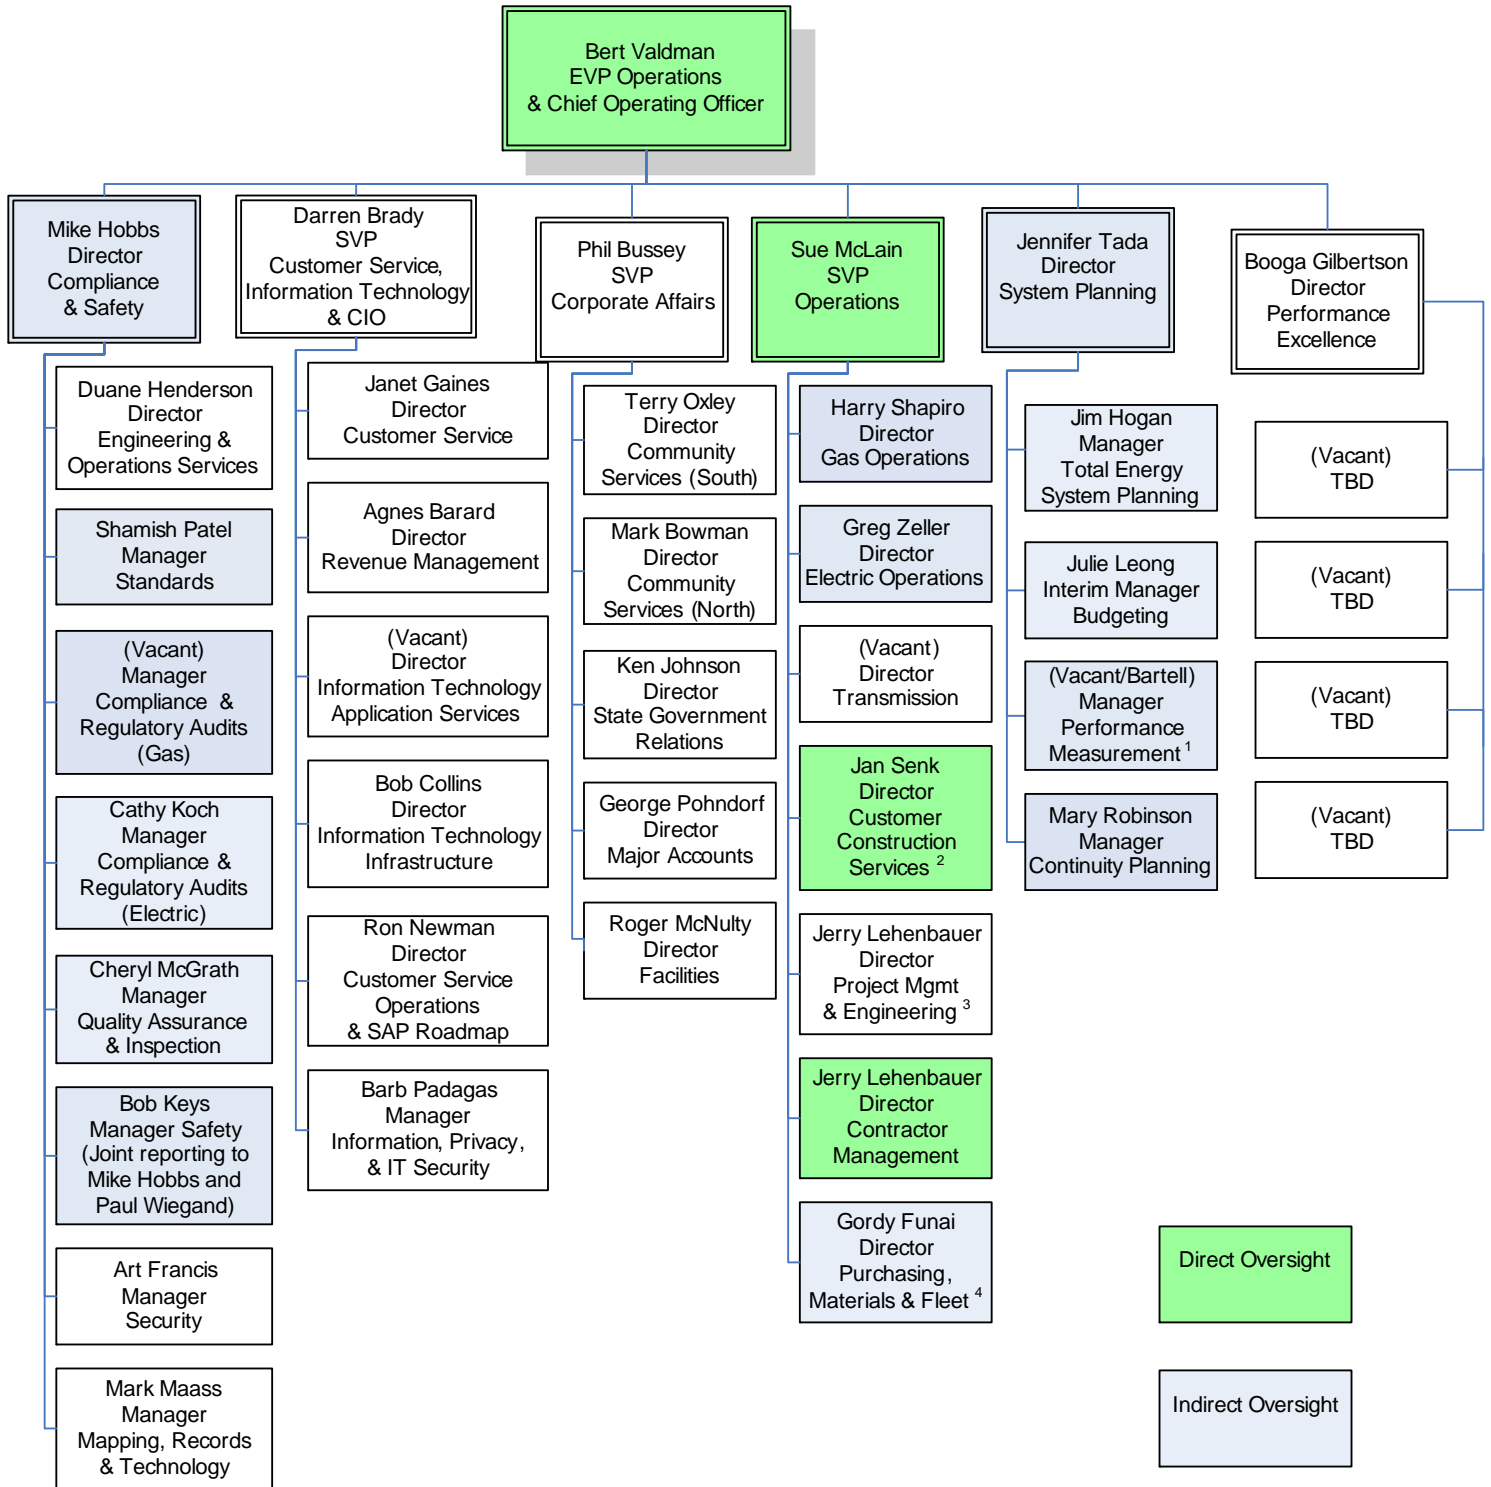 Bert Valdman
EVP Operations
& Chief Operating Officer
Mike Hobbs
Director
Compliance
& Safety
Darren Brady
SVP
Customer Service,
Information Technology
& CIO
Phil Bussey
SVP
Corporate Affairs
Sue McLain
SVP
Operations
Jennifer Tada
Director
System Planning
Booga Gilbertson
Director
Performance
Excellence
Duane Henderson
Director
Engineering &
Operations Services
Shamish Patel
Manager
Standards
(Vacant)
Manager
Compliance &
Regulatory Audits
(Gas)
Cathy Koch
Manager
Compliance &
Regulatory Audits
(Electric)
Cheryl McGrath
Manager
Quality Assurance
& Inspection
Bob Keys
Manager Safety
(Joint reporting to
Mike Hobbs and
Paul Wiegand)
Art Francis
Manager
Security
Mark Maass
Manager
Mapping, Records
& Technology
Janet Gaines
Director
Customer Service
Agnes Barard
Director
Revenue Management
(Vacant)
Director
Information Technology
Application Services
Bob Collins
Director
Information Technology
Infrastructure
Ron Newman
Director
Customer Service
Operations
& SAP Roadmap
Barb Padagas
Manager
Information, Privacy,
& IT Security
Terry Oxley
Director
Community
Services (South)
Mark Bowman
Director
Community
Services (North)
Ken Johnson
Director
State Government
Relations
George Pohndorf
Director
Major Accounts
Roger McNulty
Director
Facilities
Harry Shapiro
Director
Gas Operations
Greg Zeller
Director
Electric Operations
(Vacant)
Director
Transmission
Jan Senk
Director
Customer
Construction
Services 2
Jerry Lehenbauer
Director
Project Mgmt
& Engineering 3
Jerry Lehenbauer
Director
Contractor
Management
Gordy Funai
Director
Purchasing,
Materials & Fleet 4
Jim Hogan
Manager
Total Energy
System Planning
Julie Leong
Interim Manager
Budgeting
(Vacant/Bartell)
Manager
Performance
Measurement 1
Mary Robinson
Manager
Continuity Planning
(Vacant)
TBD
(Vacant)
TBD
(Vacant)
TBD
(Vacant)
TBD
Direct Oversight
Indirect Oversight